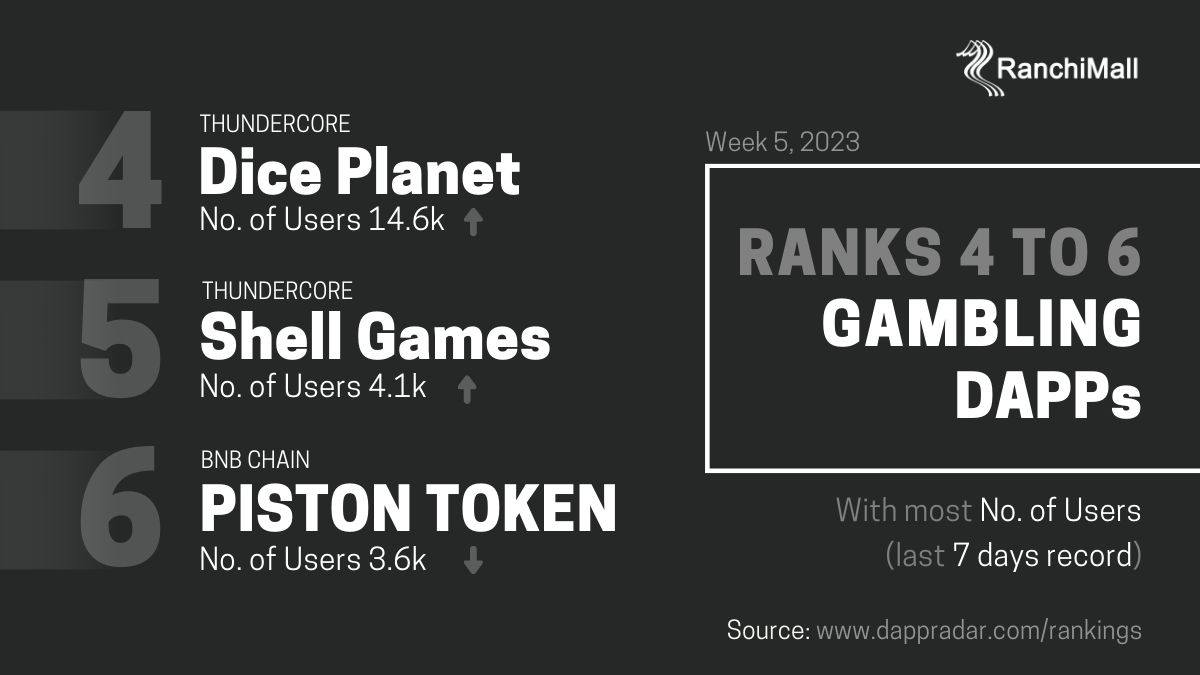 RanchiMall
4
THUNDERCORE
Dice Planet
No. of Users 14.6k
5
THUNDERCORE
Shell Games
No. of Users 4.1k
6
BNB CHAIN
PISTON TOKEN
No. of Users 3.6k
Week 5, 2023
RANKS 4 TO 6
GAMBLING
DAPPs
With most No. of Users
(last 7 days record)
Source: www.dappradar.com/rankings